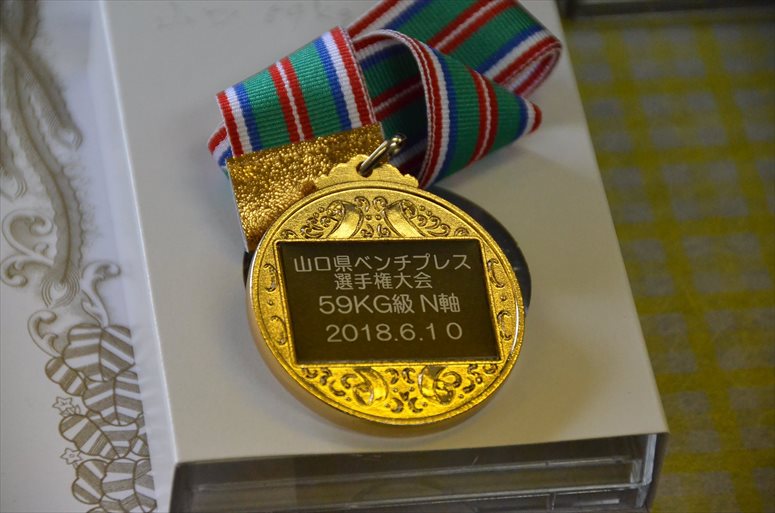 山口県ベンチプレス
選手権大会
59KG級 N軸
2018.6.10